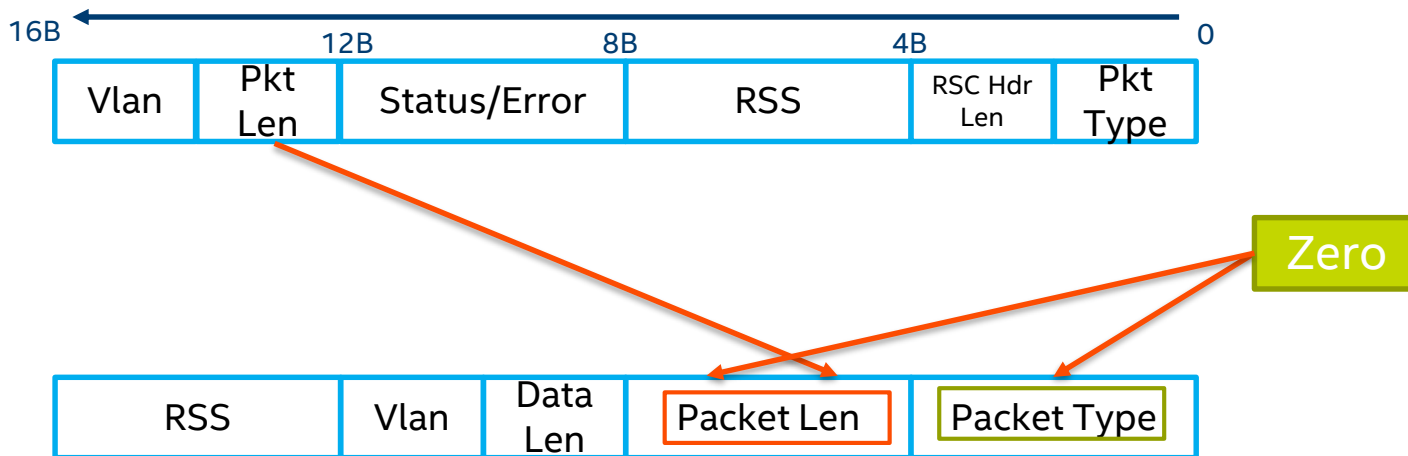 16B
12B
8B
4B
0
Vlan
Pkt
Len
Status/Error
RSS
RSC Hdr
Len
Pkt
Type
Zero
RSS
Vlan
Data
Len
Packet Len
Packet Type